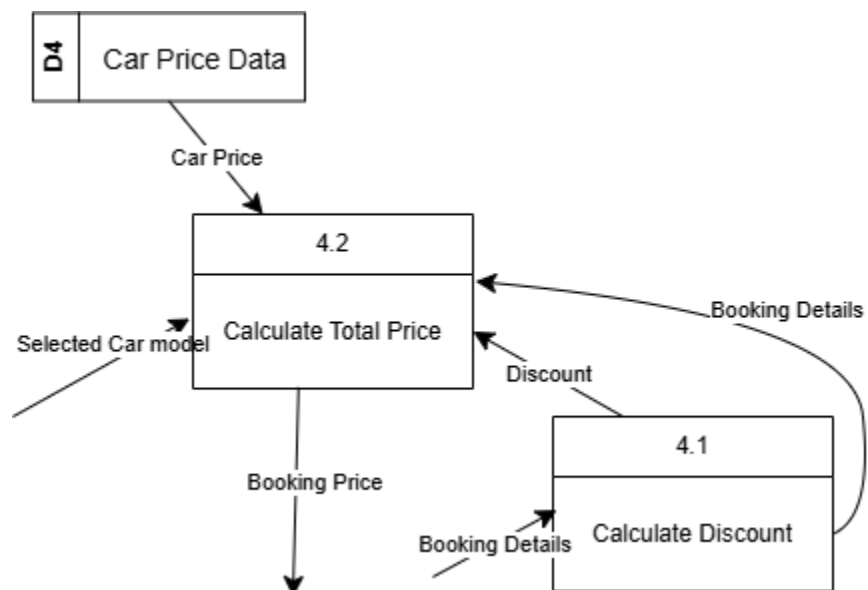 D4
Car Price Data
Car Price
4.2
Calculate Total Price
Selected Car model
Booking Details
Discount
4.1
Booking Price
Calculate Discount
Booking Details